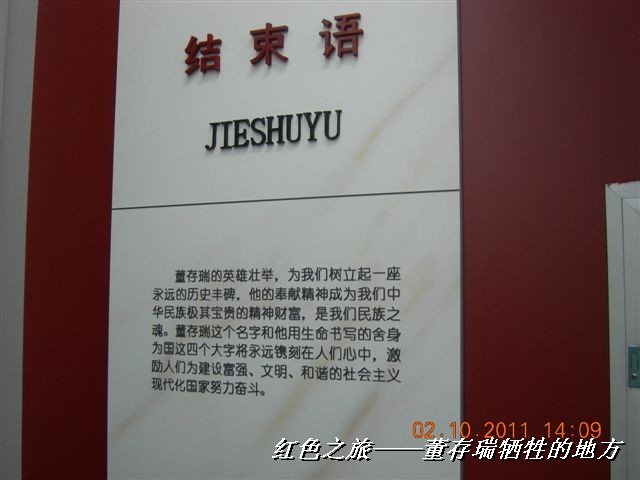 结束语
JIESHUYU
董存瑞的英雄壮举，为我们树立起一座
永远的历史丰碑，他的奉献精神成为我们中
华民族极其宝贵的精神财富，是我们民族之
魂。董存瑞这个名字和他用生命书写的舍身
为国这四个大字将永远镌刻在人们心中，激
励人们为建设富强、文明、和谐的社会主义
现代化国家努力奋斗。
02.10.2011 14:09
红色之旅——董存瑞牺牲的地方